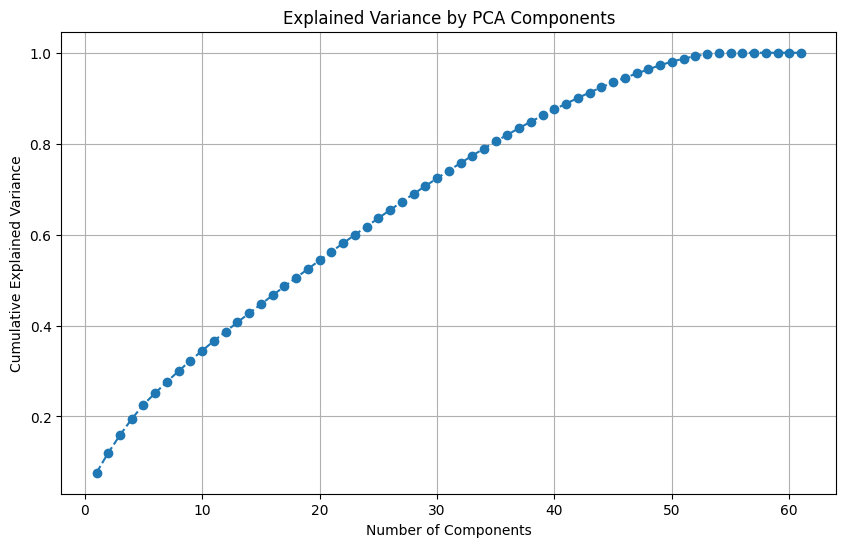 Explained Variance by PCA Components
1.0
0.8
0.6
0.4
0.2
Cumulative Explained Variance
0 10 20 30 40 50 60
Number of Components